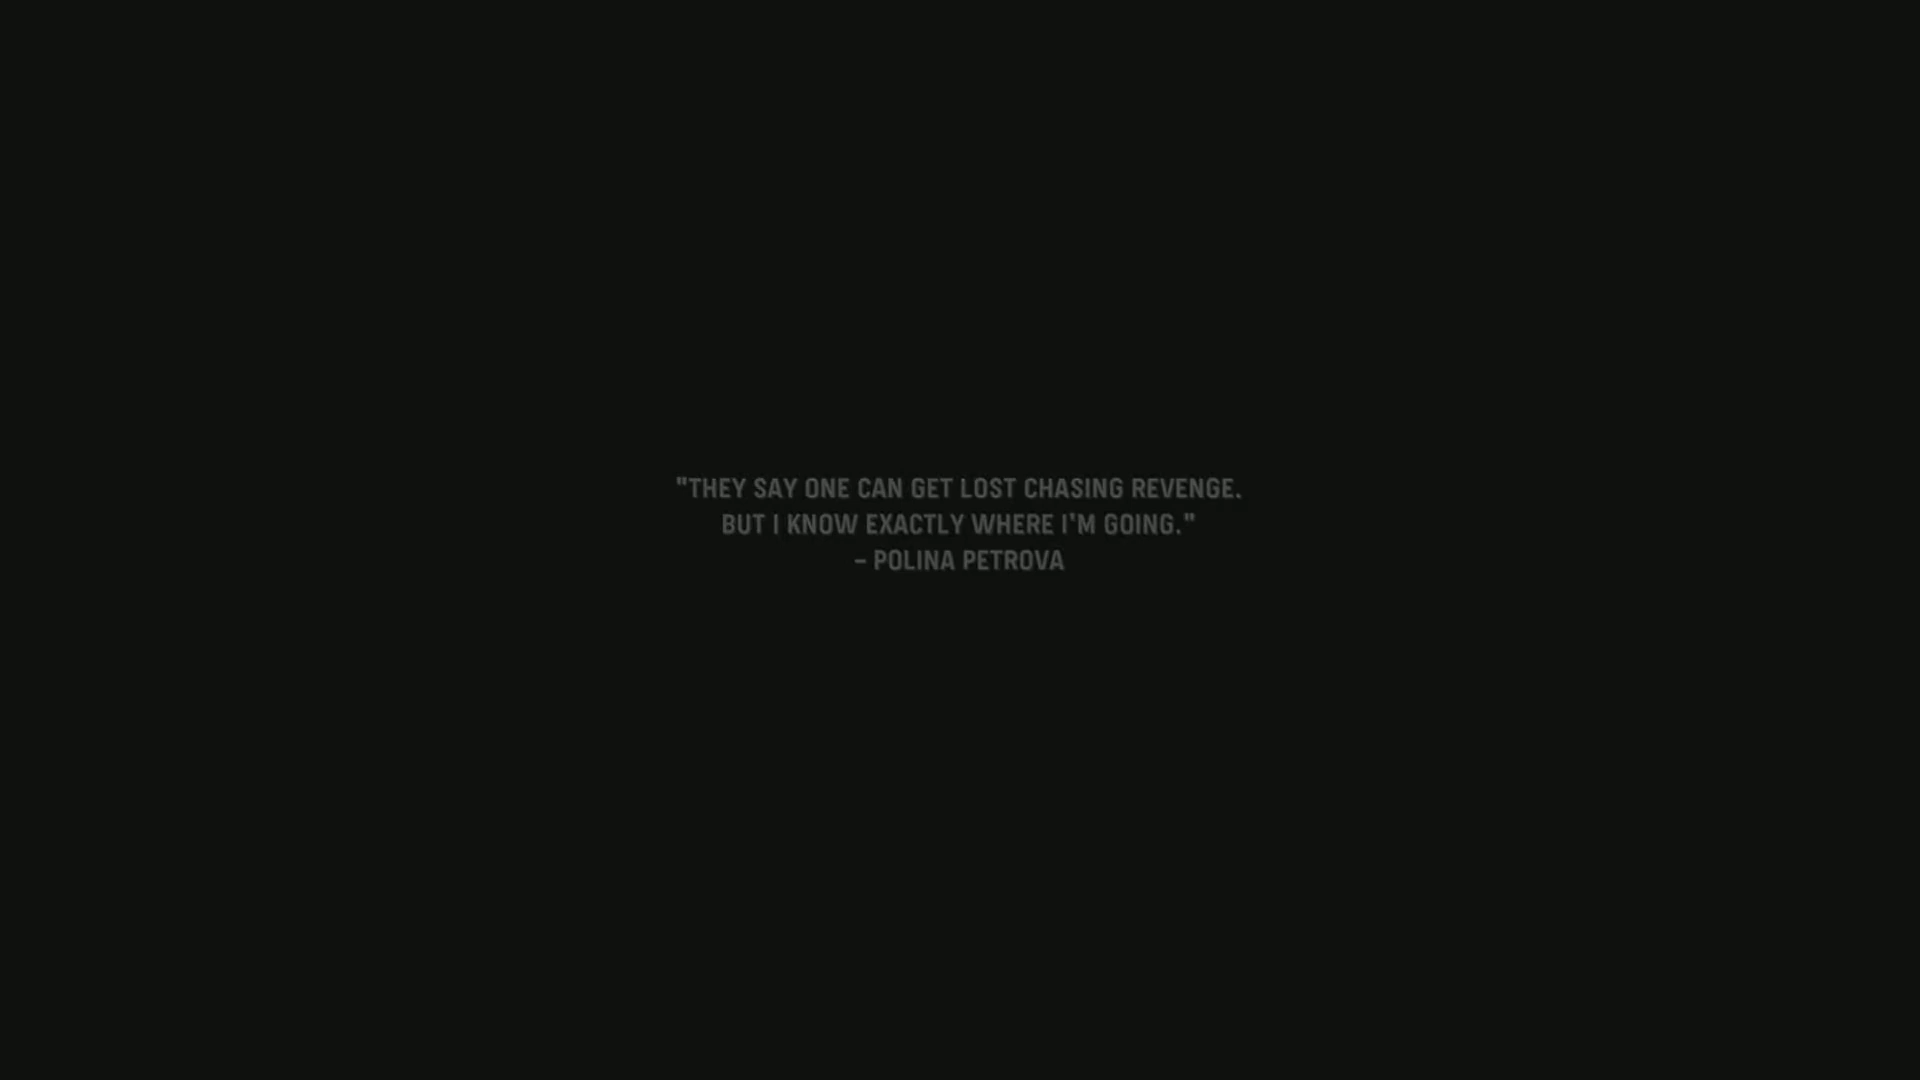 "THEY SAY ONE CAN GET LOST CHASING REVENGE.
BUT I KNOW EXACTLY WHERE I'M GOING."
– POLINA PETROVA